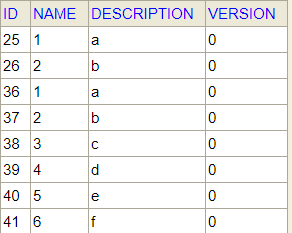 ID NAME DESCRIPTION VERSION
25 1 a 0
26 2 b 0
36 1 a 0
37 2 b 0
38 3 c 0
39 4 d 0
40 5 e 0
41 6 f 0